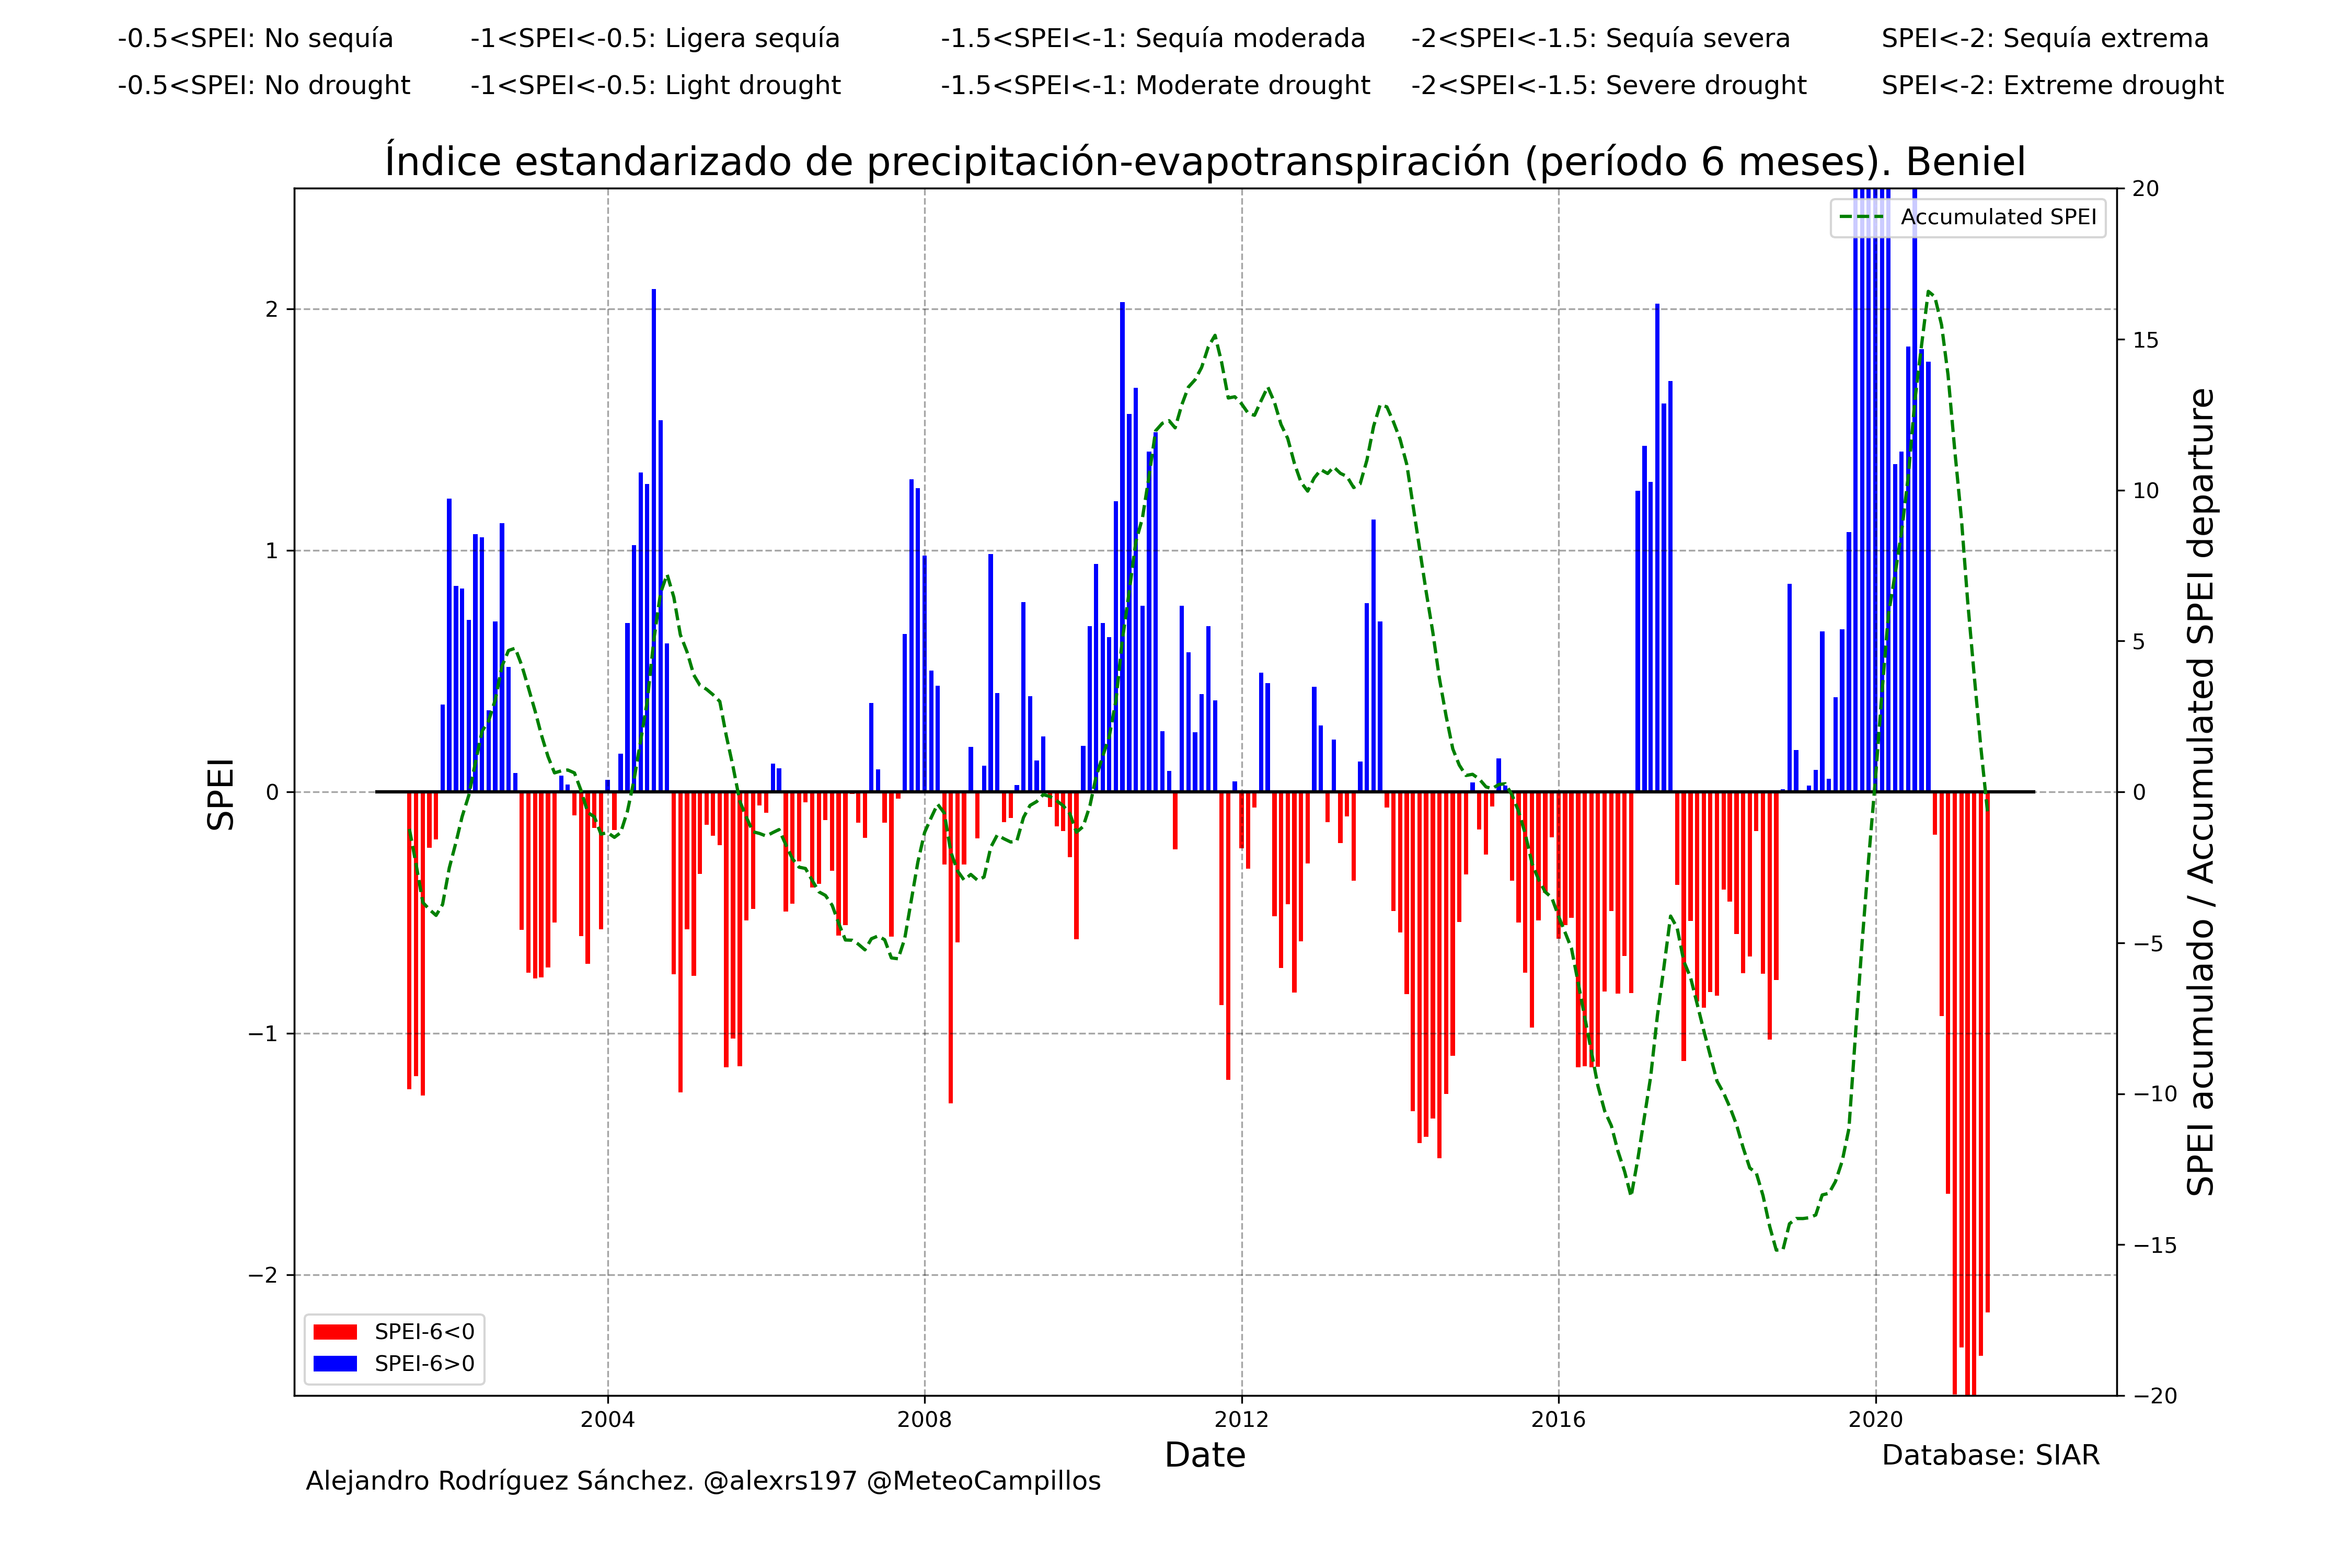 -0.5<SPEI: No sequía -1<SPEI<-0.5: Ligera sequía -1.5<SPEI<-1: Sequía moderada -2<SPEI<-1.5: Sequía severa SPEI<-2: Sequía extrema
-0.5<SPEI: No drought -1<SPEI<-0.5: Light drought -1.5<SPEI<-1: Moderate drought -2<SPEI<-1.5: Severe drought SPEI<-2: Extreme drought
Índice estandarizado de precipitación-evapotranspiración (período 6 meses). Beniel
Accumulated SPEI
SPEI
2
1
0
−1
−2
20
15
10
5
0
−5
−10
−15
−20
SPEI acumulado / Accumulated SPEI departure
SPEI-6<0
SPEI-6>0
2004 2008 2012 2016 2020
Date
Database: SIAR
Alejandro Rodríguez Sánchez. @alexrs197 @MeteoCampillos